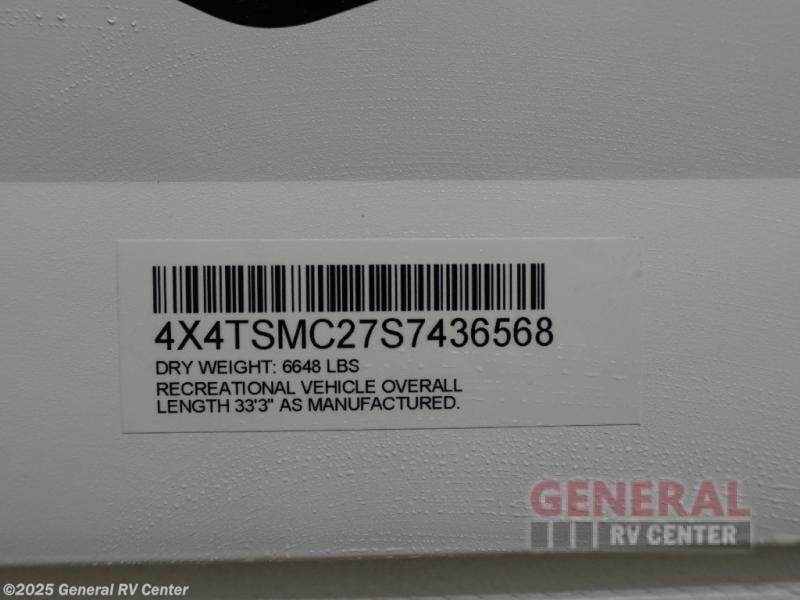 4X4TSMC27S7436568
DRY WEIGHT: 6648 LBS
RECREATIONAL VEHICLE OVERALL
LENGTH 33'3" AS MANUFACTURED.
GENERAL
RV CENTER
©2025 General RV Center